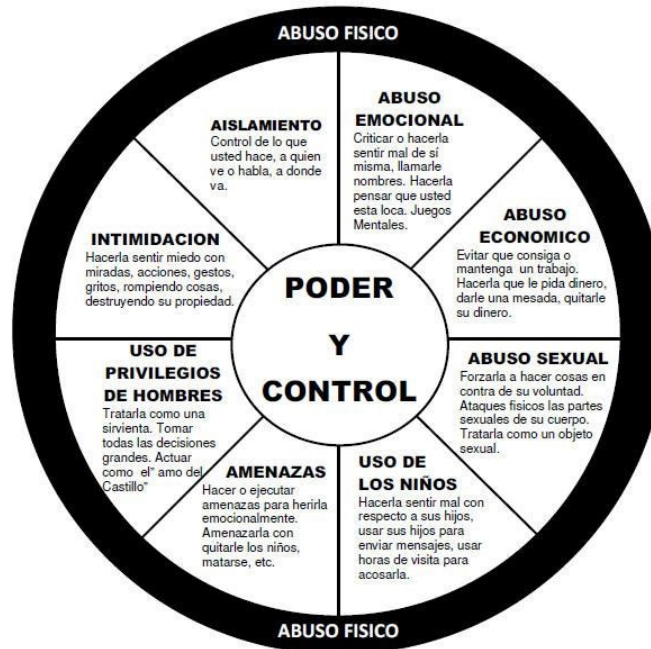 ABUSO FISICO
ABUSO
EMOCIONAL
Criticar o hacerla
sentir mal de sí
misma, llamarle
nombres. Hacerla
pensar que usted
esta loca. Juegos
Mentales.
ABUSO
ECONOMICO
Evitar que consiga o
mantenga un trabajo.
Hacerla que le pida dinero,
darle una mesada, quitarle
su dinero.
ABUSO SEXUAL
Forzarla a hacer cosas en
contra de su voluntad.
Ataques fisicos las partes
sexuales de su cuerpo.
Tratarla como un objeto
sexual.
USO DE
LOS NIÑOS
Hacerla sentir mal con
respecto a sus hijos,
usar sus hijos para
enviar mensajes, usar
horas de visita para
acosarla.
AMENAZAS
Hacer o ejecutar
amenazas para herirla
emocionalmente.
Amenazarla con
quitarle los niños,
matarse, etc.
USO DE
PRIVILEGIOS
DE HOMBRES
Tratarla como una
sirvienta. Tomar
todas las decisiones
grandes. Actuar
como el" amo del
Castillo"
INTIMIDACION
Hacerla sentir miedo con
miradas, acciones, gestos,
gritos, rompiendo cosas,
destruyendo su propiedad.
AISLAMIENTO
Control de lo que
usted hace, a quien
ve o habla, a donde
va.
PODER
Y
CONTROL
ABUSO FISICO